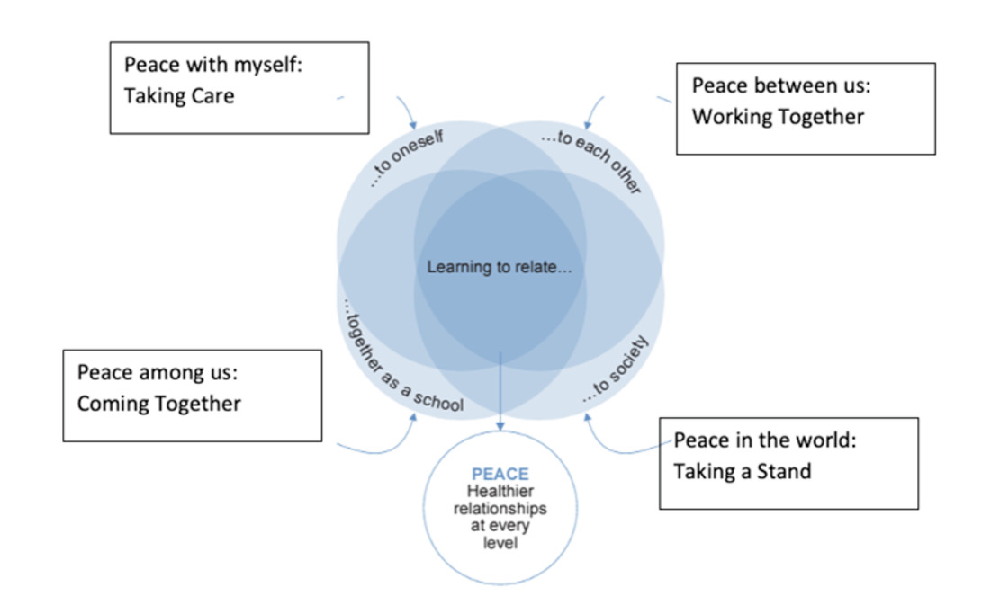 Peace with myself:
Taking Care
Peace between us:
Working Together
…to oneself
…to each other
Learning to relate…
…together as a school
…to society
Peace among us:
Coming Together
Peace in the world:
Taking a Stand
PEACE
Healthier
relationships
at every
level